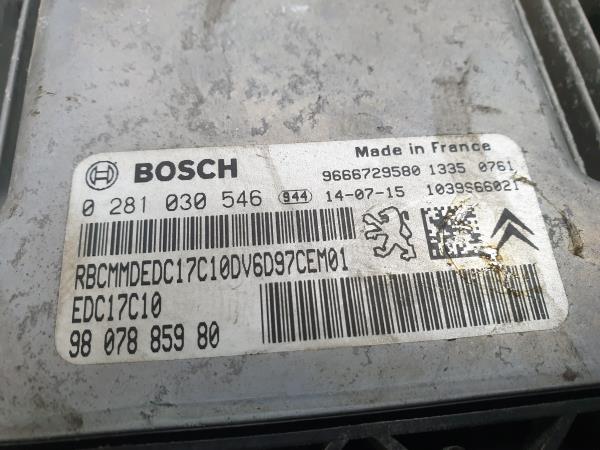 BOSCH
Made in France
9666729580 1335 0761
0 281 030 546 944 14-07-15 1039S66021
RBCMMDEDC17C10DV6D97CEM01
EDC17C10
98 078 859 80